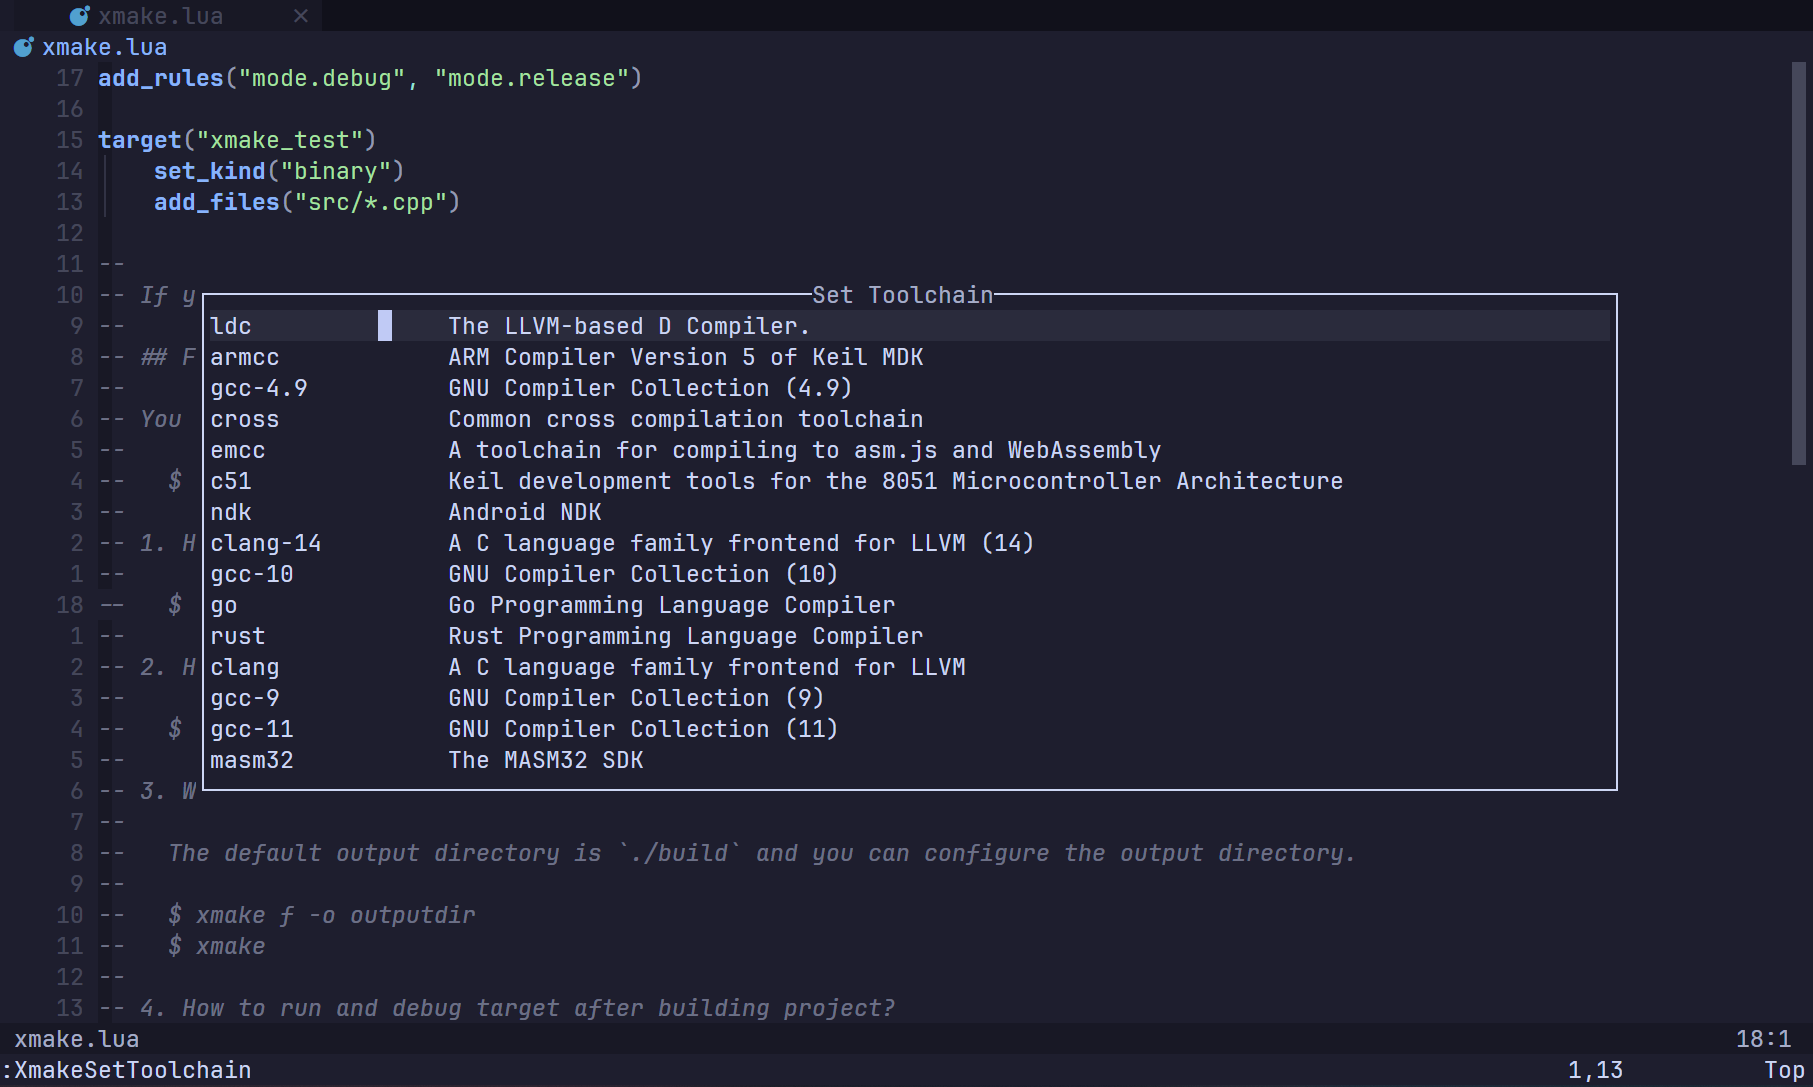 xmake.lua ×
xmake.lua
17 add_rules("mode.debug", "mode.release")
16
15 target("xmake_test")
14     set_kind("binary")
13     add_files("src/*.cpp")
12
11 --
10 -- If y Set Toolchain
9 -- ldc The LLVM-based D Compiler.
8 -- ## F armcc ARM Compiler Version 5 of Keil MDK
7 -- gcc-4.9 GNU Compiler Collection (4.9)
6 -- You cross Common cross compilation toolchain
5 -- emcc A toolchain for compiling to asm.js and WebAssembly
4 --   $ c51 Keil development tools for the 8051 Microcontroller Architecture
3 -- ndk Android NDK
2 -- 1. H clang-14 A C language family frontend for LLVM (14)
1 -- gcc-10 GNU Compiler Collection (10)
18 --   $ go Go Programming Language Compiler
1 -- rust Rust Programming Language Compiler
2 -- 2. H clang A C language family frontend for LLVM
3 -- gcc-9 GNU Compiler Collection (9)
4 --   $ gcc-11 GNU Compiler Collection (11)
5 -- masm32 The MASM32 SDK
6 -- 3. W
7 --
8 --   The default output directory is `./build` and you can configure the output directory.
9 --
10 --   $ xmake f -o outputdir
11 --   $ xmake
12 --
13 -- 4. How to run and debug target after building project?
xmake.lua 18:1
:XmakeSetToolchain 1,13 Top